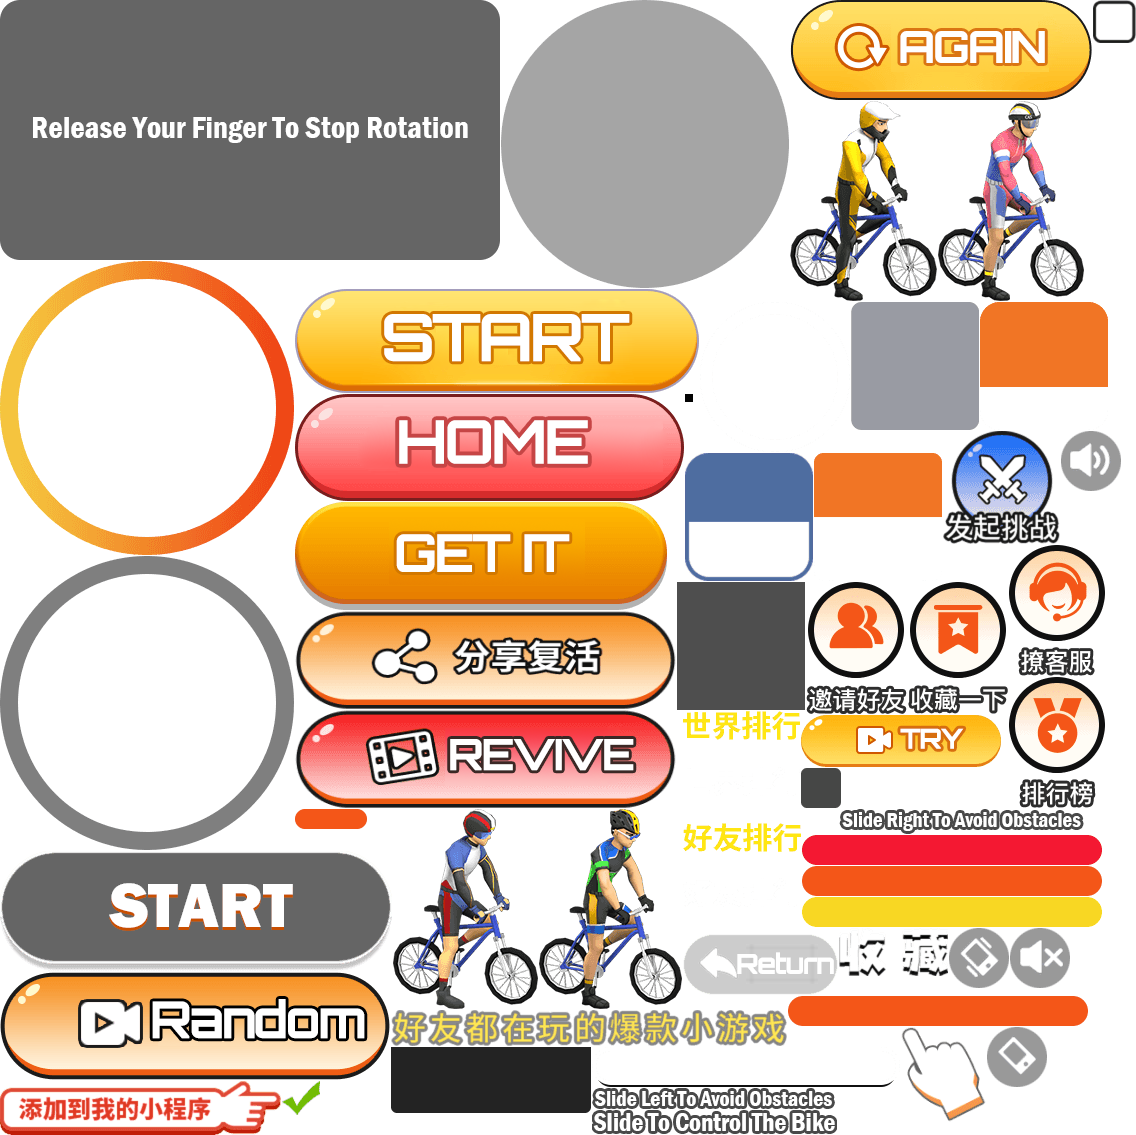 AGAIN
Release Your Finger To Stop Rotation
START
HOME
GET IT
发起挑战
分享复活
撩客服
邀请好友
收藏一下
世界排行
TRY
REVIVE
排行榜
Slide Right To Avoid Obstacles
好友排行
START
Return
收藏
Random
好友都在玩的爆款小游戏
添加到我的小程序
Slide Left To Avoid Obstacles
Slide To Control The Bike